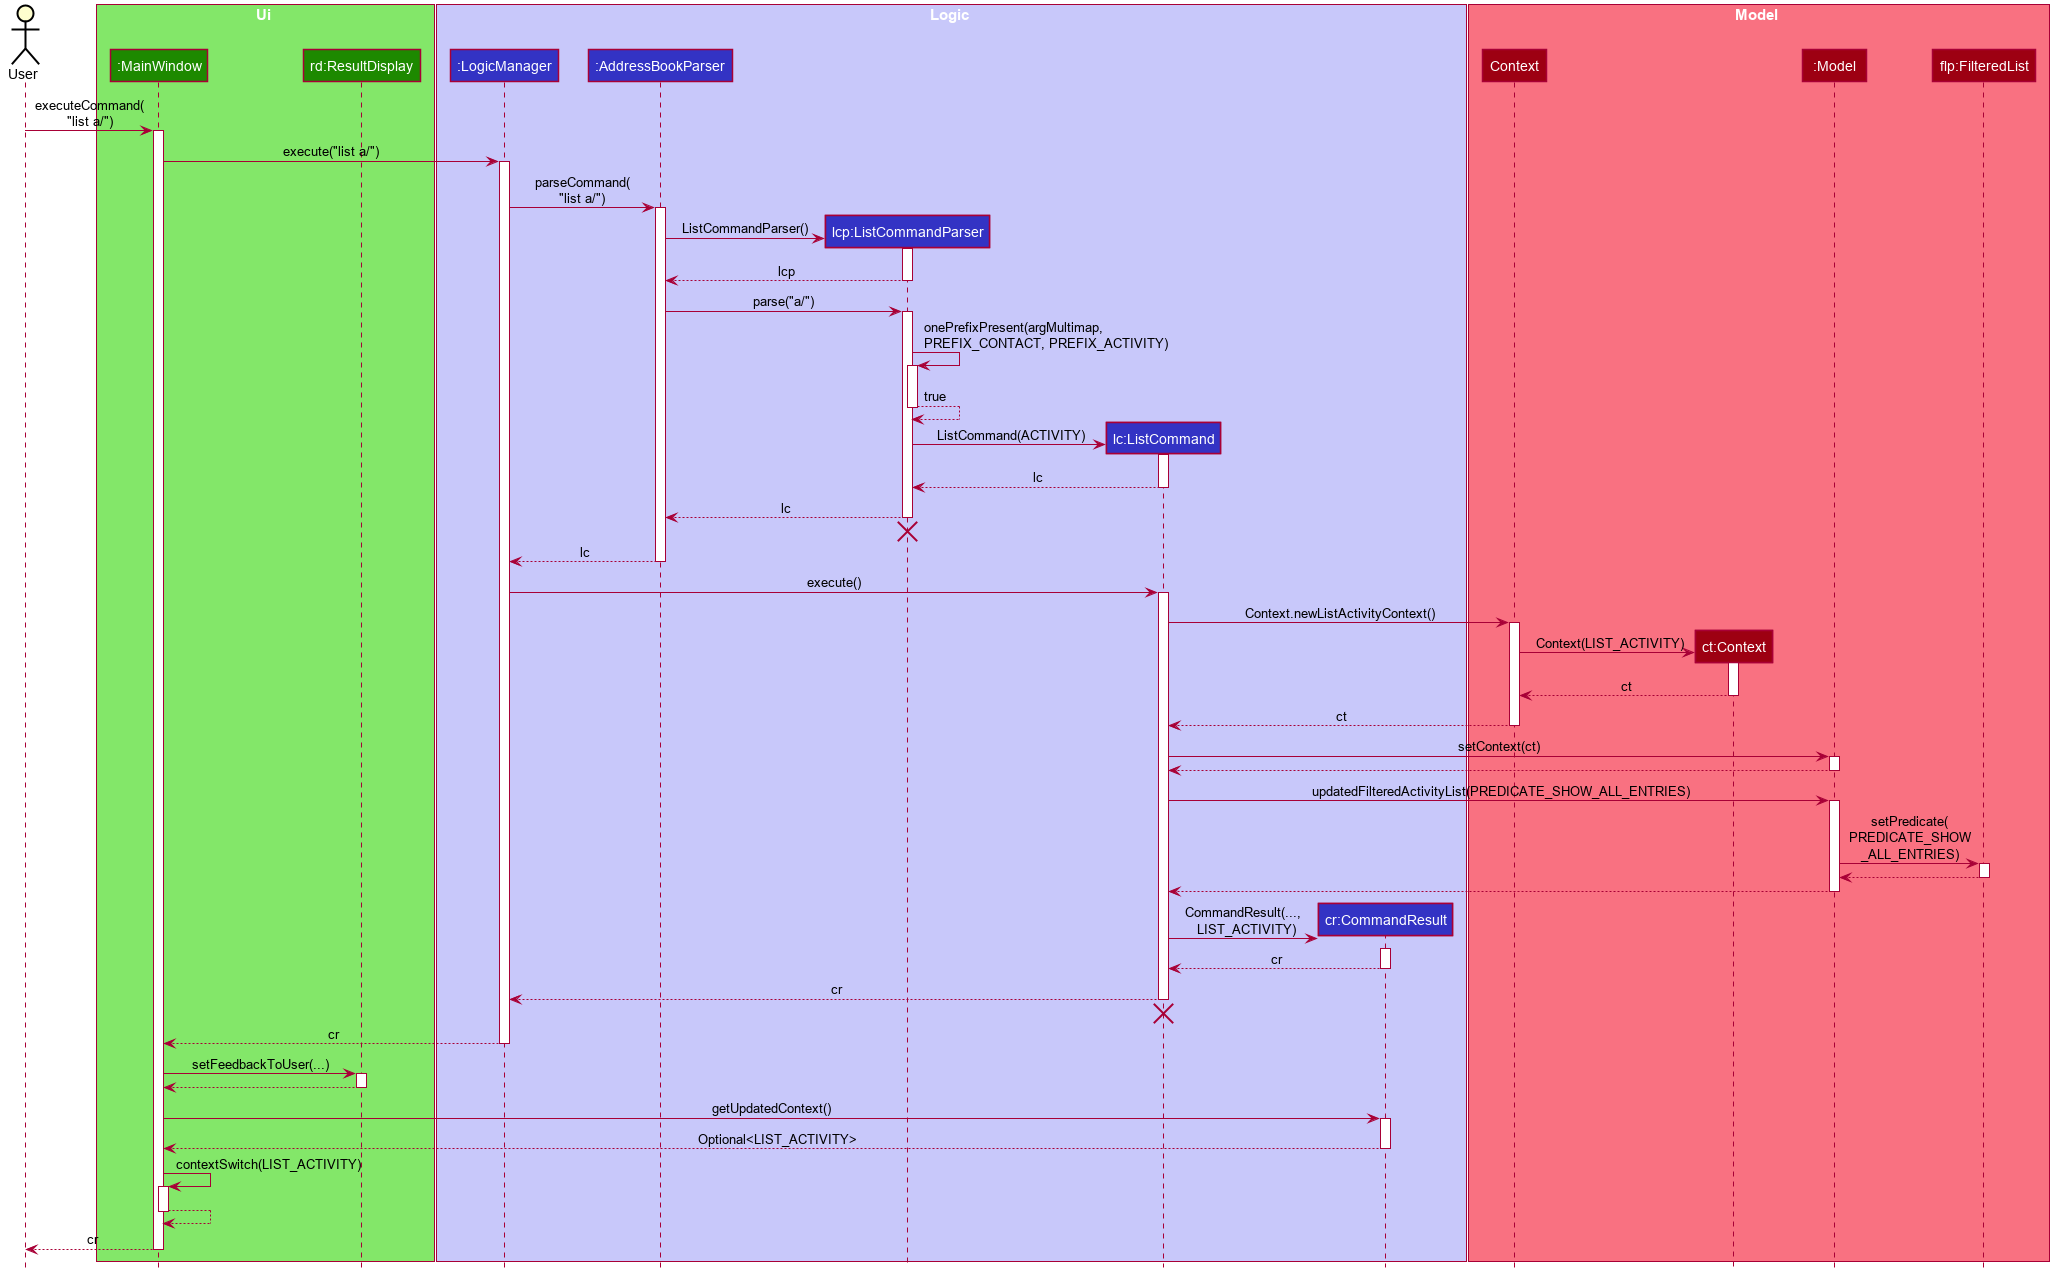 Ui
Logic
Model
User
:MainWindow
rd:ResultDisplay
:LogicManager
:AddressBookParser
Context
:Model
flp:FilteredList
executeCommand(
"list a/")
execute("list a/")
parseCommand(
"list a/")
ListCommandParser()
lcp:ListCommandParser
lcp
parse("a/")
onePrefixPresent(argMultimap,
PREFIX_CONTACT, PREFIX_ACTIVITY)
true
ListCommand(ACTIVITY)
lc:ListCommand
lc
lc
lc
execute()
Context.newListActivityContext()
Context(LIST_ACTIVITY)
ct:Context
ct
ct
setContext(ct)
updatedFilteredActivityList(PREDICATE_SHOW_ALL_ENTRIES)
setPredicate(
PREDICATE_SHOW
_ALL_ENTRIES)
CommandResult(...,
LIST_ACTIVITY)
cr:CommandResult
cr
cr
cr
setFeedbackToUser(...)
getUpdatedContext()
Optional<LIST_ACTIVITY>
contextSwitch(LIST_ACTIVITY)
cr